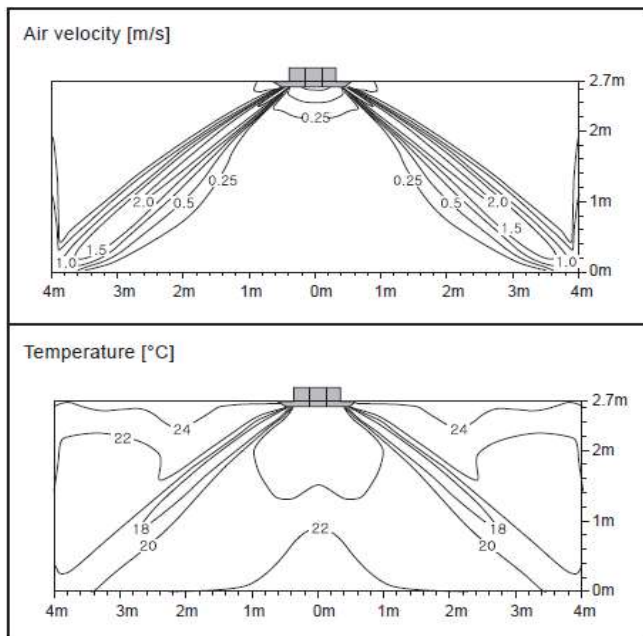 Air velocity [m/s]
2.7m
0.25
2m
0.25 0.25
2.0 2.0
1m
0.5 0.5
1.5 1.5
1.0 1.0
0m
4m 3m 2m 1m 0m 1m 2m 3m 4m
Temperature [°C]
2.7m
24 24
22 22
2m
22
18 18
1m
20 20
0m
4m 3m 2m 1m 0m 1m 2m 3m 4m